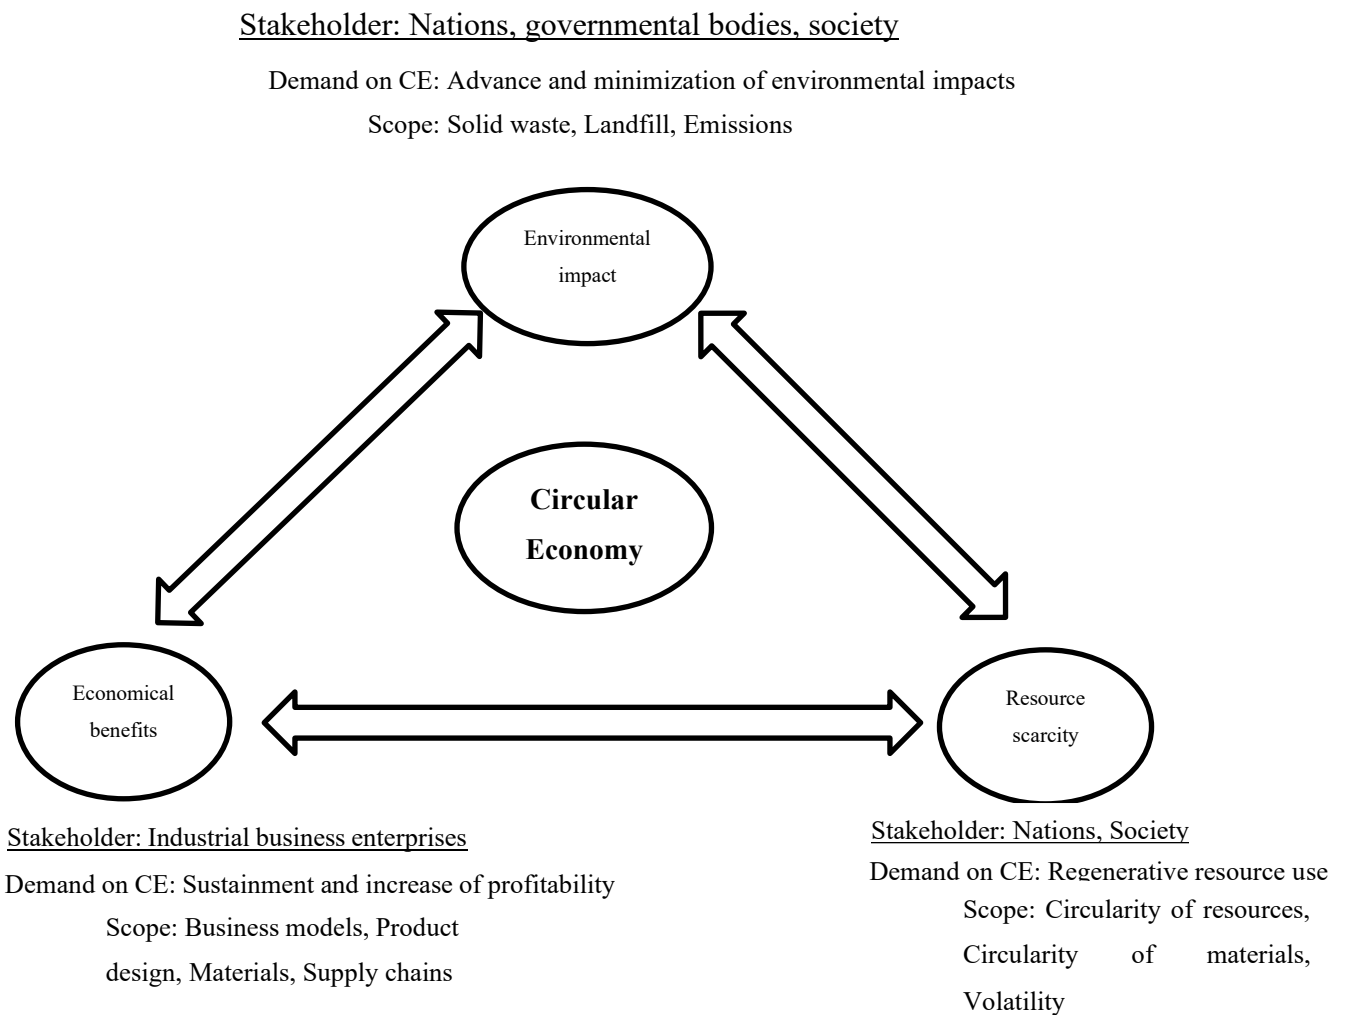 Stakeholder: Nations, governmental bodies, society
Demand on CE: Advance and minimization of environmental impacts
Scope: Solid waste, Landfill, Emissions
Environmental
impact
Circular
Economy
Economical
benefits
Resource
scarcity
Stakeholder: Industrial business enterprises
Demand on CE: Sustainment and increase of profitability
Scope: Business models, Product
design, Materials, Supply chains
Stakeholder: Nations, Society
Demand on CE: Regenerative resource use
Scope: Circularity of resources,
Circularity of materials,
Volatility